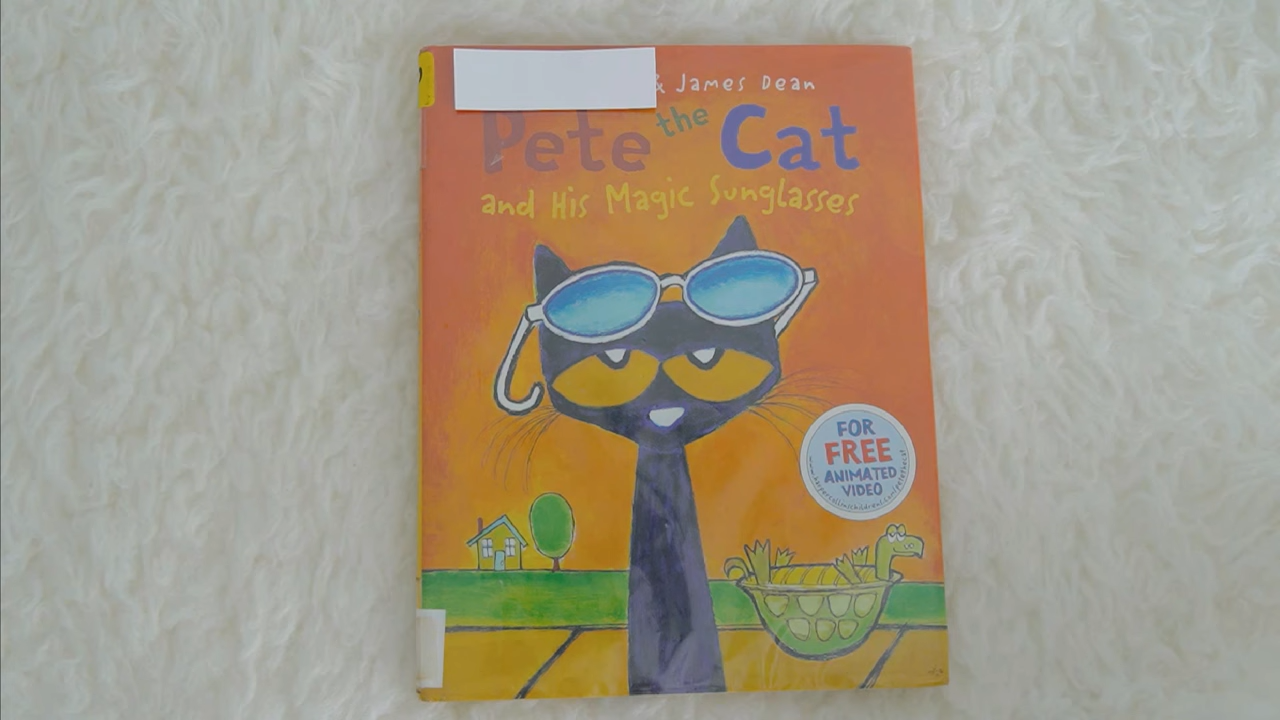 & James Dean
Pete the Cat
and His Magic Sunglasses
FOR
FREE
ANIMATED
VIDEO